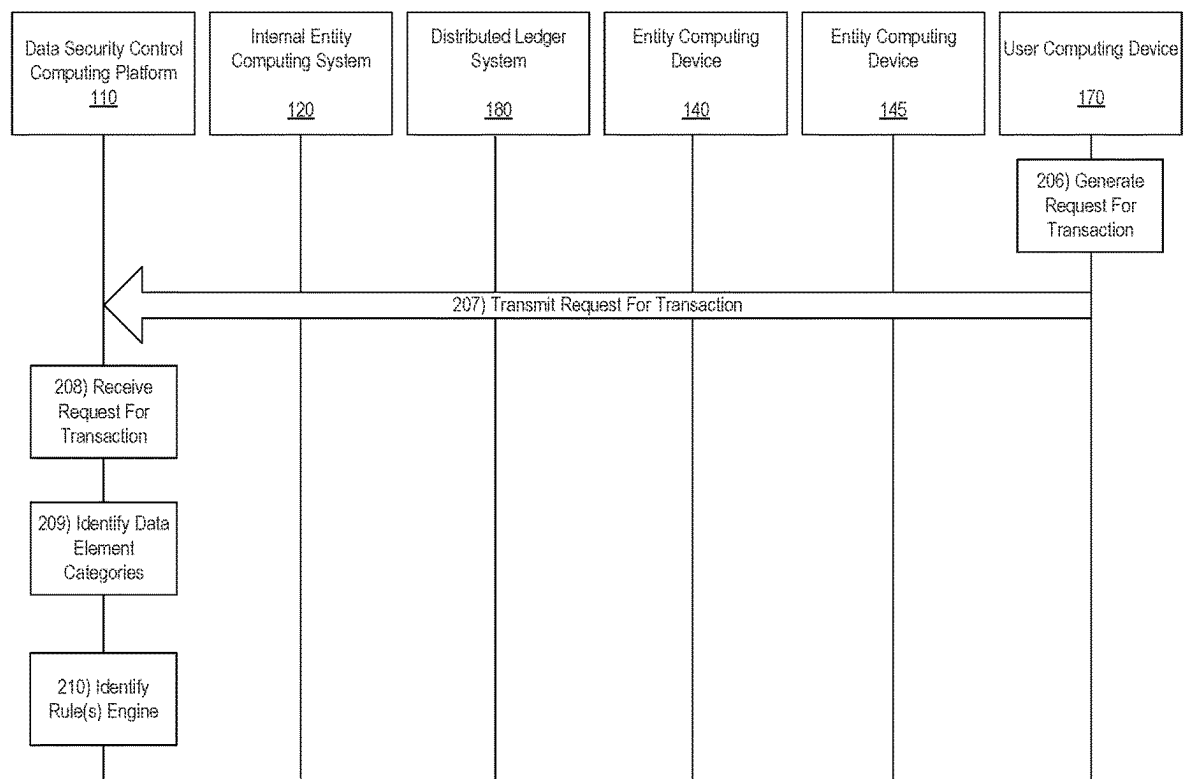 Data Security Control
Computing Platform
110
Internal Entity
Computing System
120
Distributed Ledger
System
180
Entity Computing
Device
140
Entity Computing
Device
145
User Computing Device
170
206) Generate
Request For
Transaction
207) Transmit Request For Transaction
208) Receive
Request For
Transaction
209) Identify Data
Element
Categories
210) Identify
Rule(s) Engine